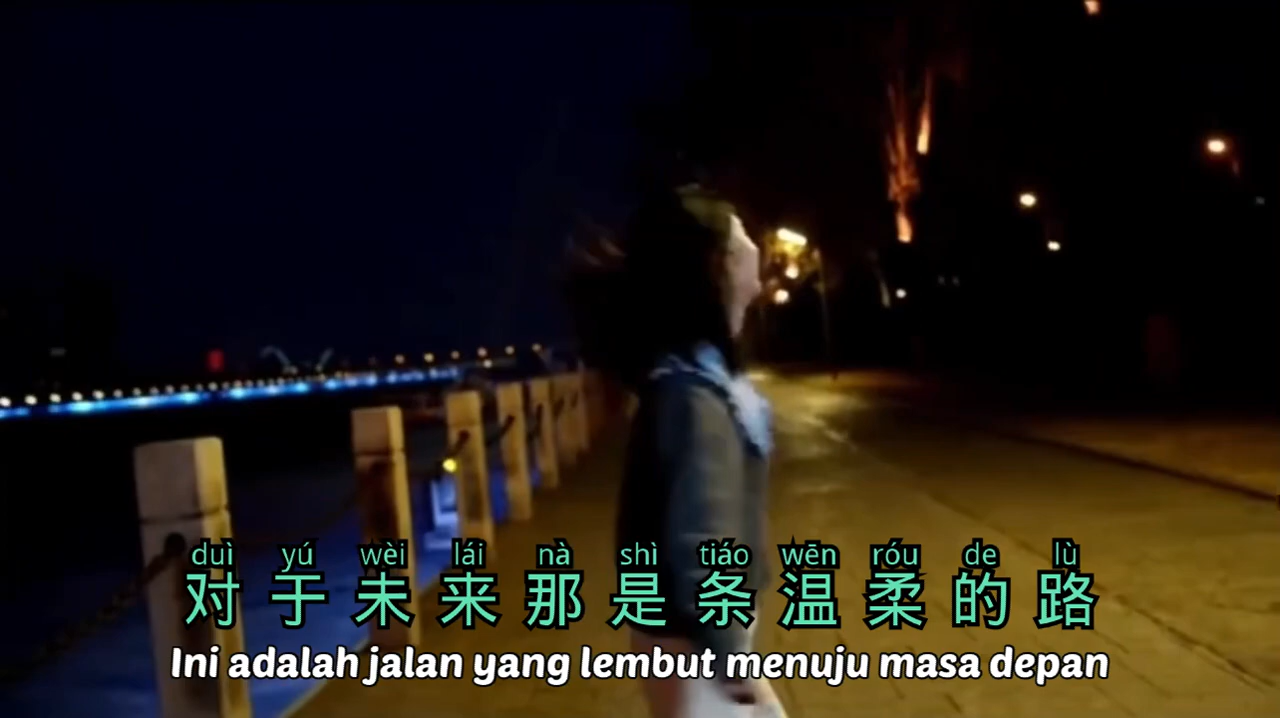 duì yú wèi lái nà shì tiáo wēn róu de lù
对于未来那是条温柔的路
Ini adalah jalan yang lembut menuju masa depan